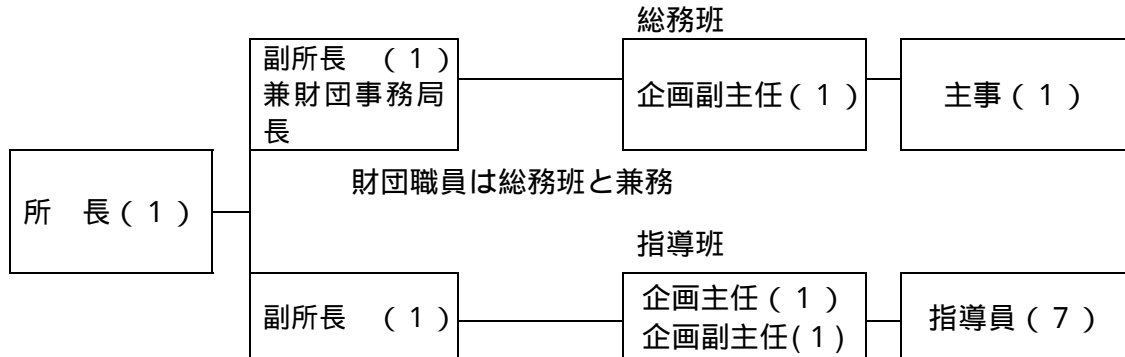 総務班
副所長 (1)
兼財団事務局
長
企画副主任(1)
主事(1)
財団職員は総務班と兼務
所 長(1)
指導班
副所長 (1)
企画主任(1)
企画副主任(1)
指導員(7)